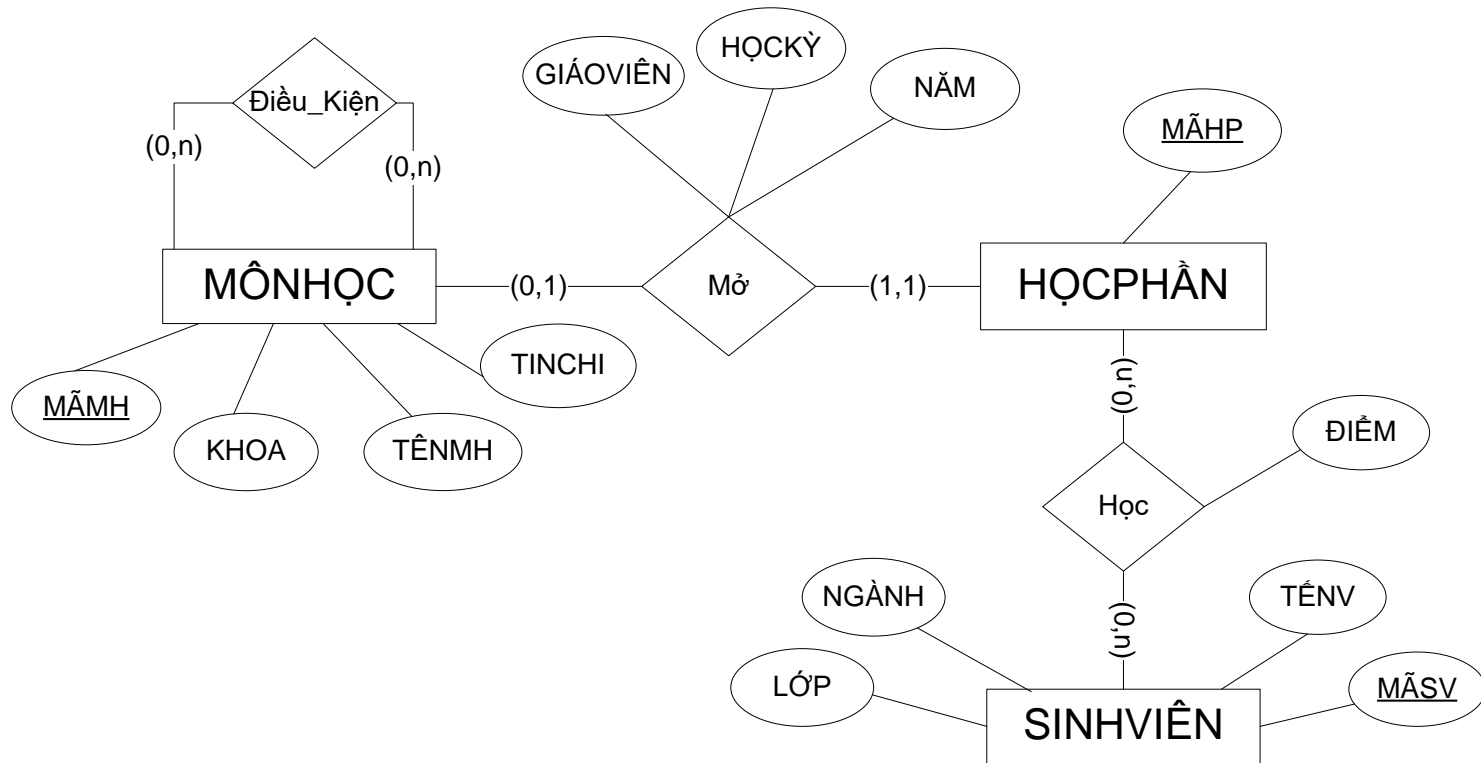 Điều_Kiện
(0,n)
(0,n)
GIÁOVIÊN
HỌCKỲ
NĂM
MÃHP
MÔNHỌC
(0,1)
Mở
(1,1)
HỌCPHẦN
MÃMH
KHOA
TÊNMH
TINCHI
(0,n)
Học
ĐIỂM
(0,n)
NGÀNH
LỚP
TẾNV
MÃSV
SINHVIÊN